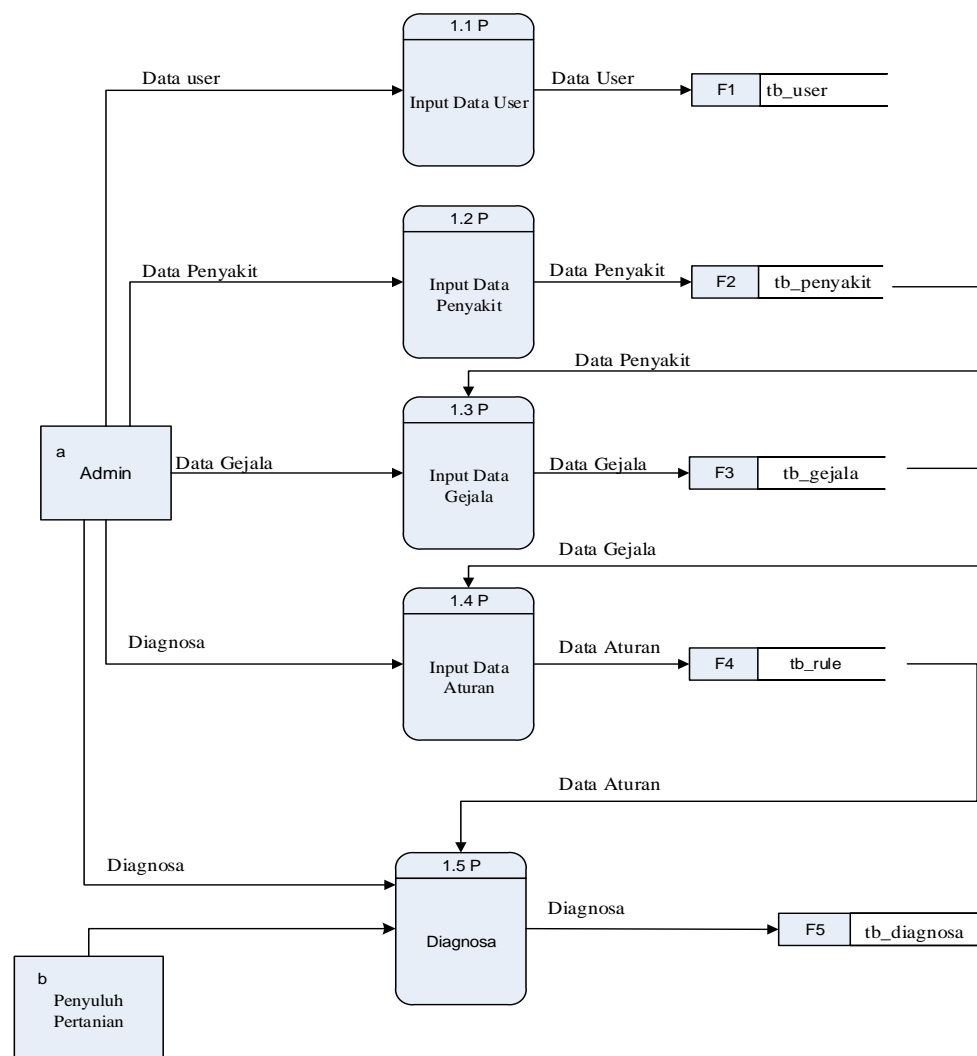 1.1 P
Data user
Input Data User
Data User
F1
tb_user
1.2 P
Data Penyakit
Input Data
Penyakit
Data Penyakit
F2
tb_penyakit
Data Penyakit
1.3 P
a
Admin
Data Gejala
Input Data
Gejala
Data Gejala
F3
tb_gejala
Data Gejala
1.4 P
Diagnosa
Input Data
Aturan
Data Aturan
F4
tb_rule
Data Aturan
1.5 P
Diagnosa
Diagnosa
Diagnosa
F5
tb_diagnosa
b
Penyuluh
Pertanian